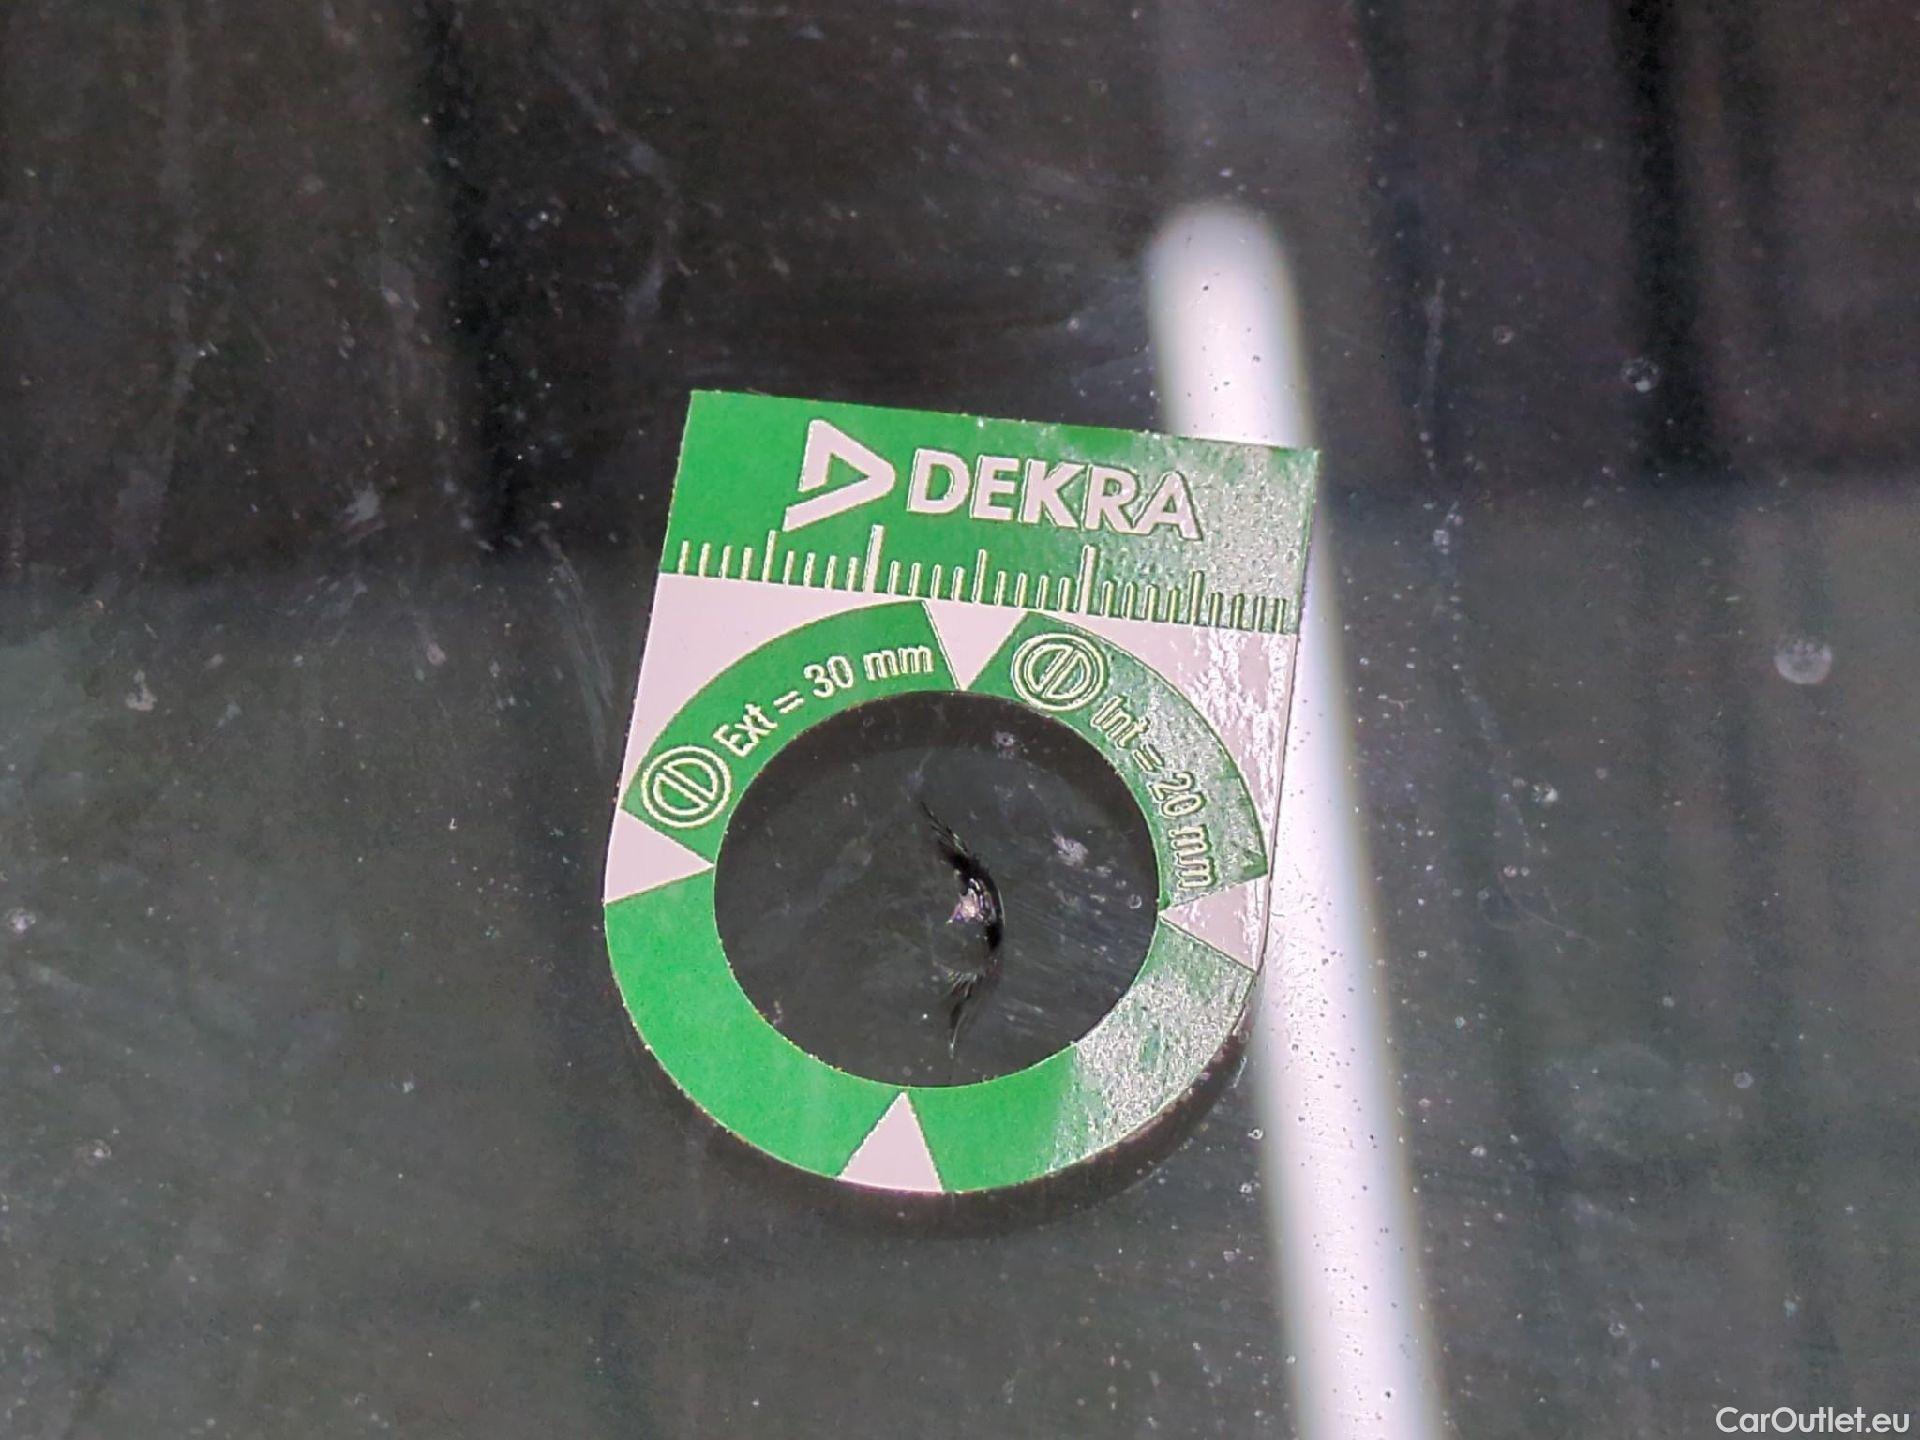 DEKRA
Ext = 30 mm
Int = 20 mm
CarOutlet.eu